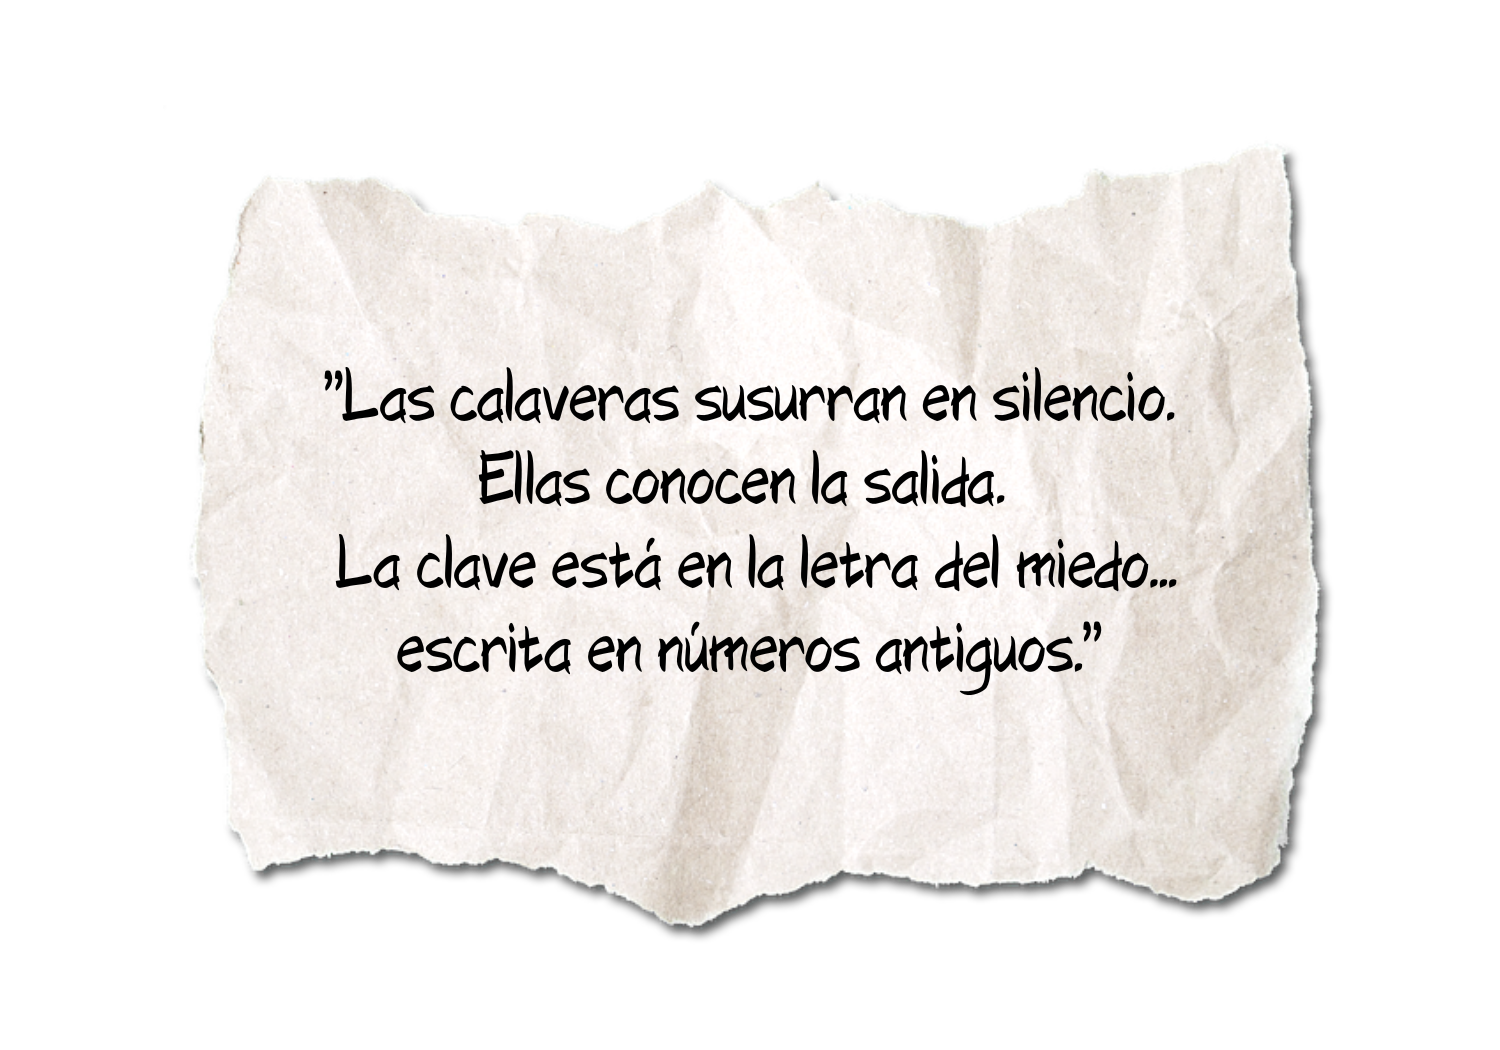 ”Las calaveras susurran en silencio.
Ellas conocen la salida.
La clave está en la letra del miedo...
escrita en números antiguos.”